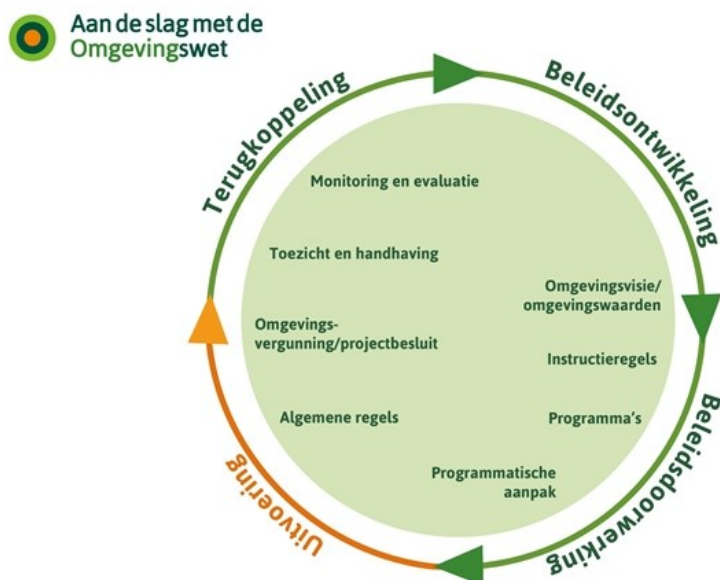 Aan de slag met de
Omgevingswet
Terugkoppeling
Beleidsontwikkeling
Monitoring en evaluatie
Toezicht en handhaving
Omgevingsvisie/
omgevingswaarden
Omgevings-
vergunning/projectbesluit
Instructieregels
Algemene regels
Programma's
Programmatische
aanpak
Uitvoering
Beleidsdoorwerking